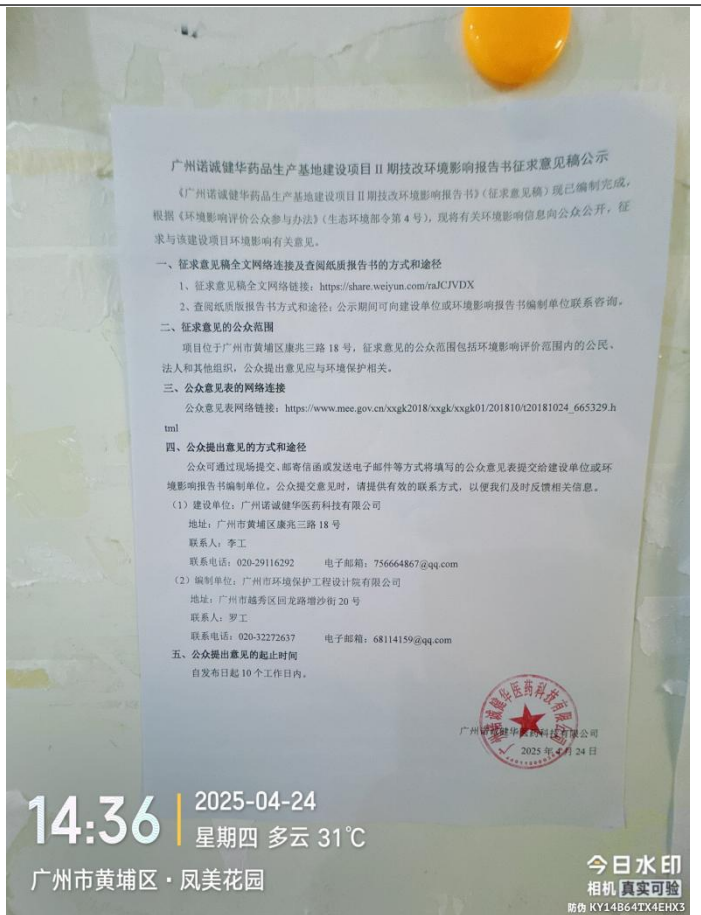 广州诺诚健华药品生产基地建设项目Ⅱ期技改环境影响报告书征求意见稿公示
《广州诺诚健华药品生产基地建设项目Ⅱ期技改环境影响报告书》（征求意见稿）现已编制完成，
根据《环境影响评价公众参与办法》（生态环境部令第 4 号），现将有关环境影响信息向公众公开，征
求与该建设项目环境影响有关意见。
一、征求意见稿全文网络连接及查阅纸质报告书的方式和途径
1、征求意见稿全文网络链接：https://share.weiyun.com/raJCJVDX
2、查阅纸质版报告书方式和途径：公示期间可向建设单位或环境影响报告书编制单位联系咨询。
二、征求意见的公众范围
项目位于广州市黄埔区康兆三路 18 号，征求意见的公众范围包括环境影响评价范围内的公民、
法人和其他组织，公众提出意见应与环境保护相关。
三、公众意见表的网络连接
公众意见表网络链接：https://www.mee.gov.cn/xxgk2018/xxgk/xxgk01/201810/t20181024_665329.h
tml
四、公众提出意见的方式和途径
公众可通过现场提交、邮寄信函或发送电子邮件等方式将填写的公众意见表提交给建设单位或环
境影响报告书编制单位。公众提交意见时，请提供有效的联系方式，以便我们及时反馈相关信息。
（1）建设单位：广州诺诚健华医药科技有限公司
地址：广州市黄埔区康兆三路 18 号
联系人：李工
联系电话：020-29116292 电子邮箱：756664867@qq.com
（2）编制单位：广州市环境保护工程设计院有限公司
地址：广州市越秀区回龙路增沙街 20 号
联系人：罗工
联系电话：020-32272637 电子邮箱：68114159@qq.com
五、公众提出意见的起止时间
自发布日起 10 个工作日内。
广州诺诚健华医药科技有限公司
广州诺诚健华医药科技有限公司
2025 年 4 月 24 日
14:36
2025-04-24
星期四 多云 31℃
广州市黄埔区·凤美花园
今日水印
相机 真实可验
防伪 KY14B64TX4EHX3